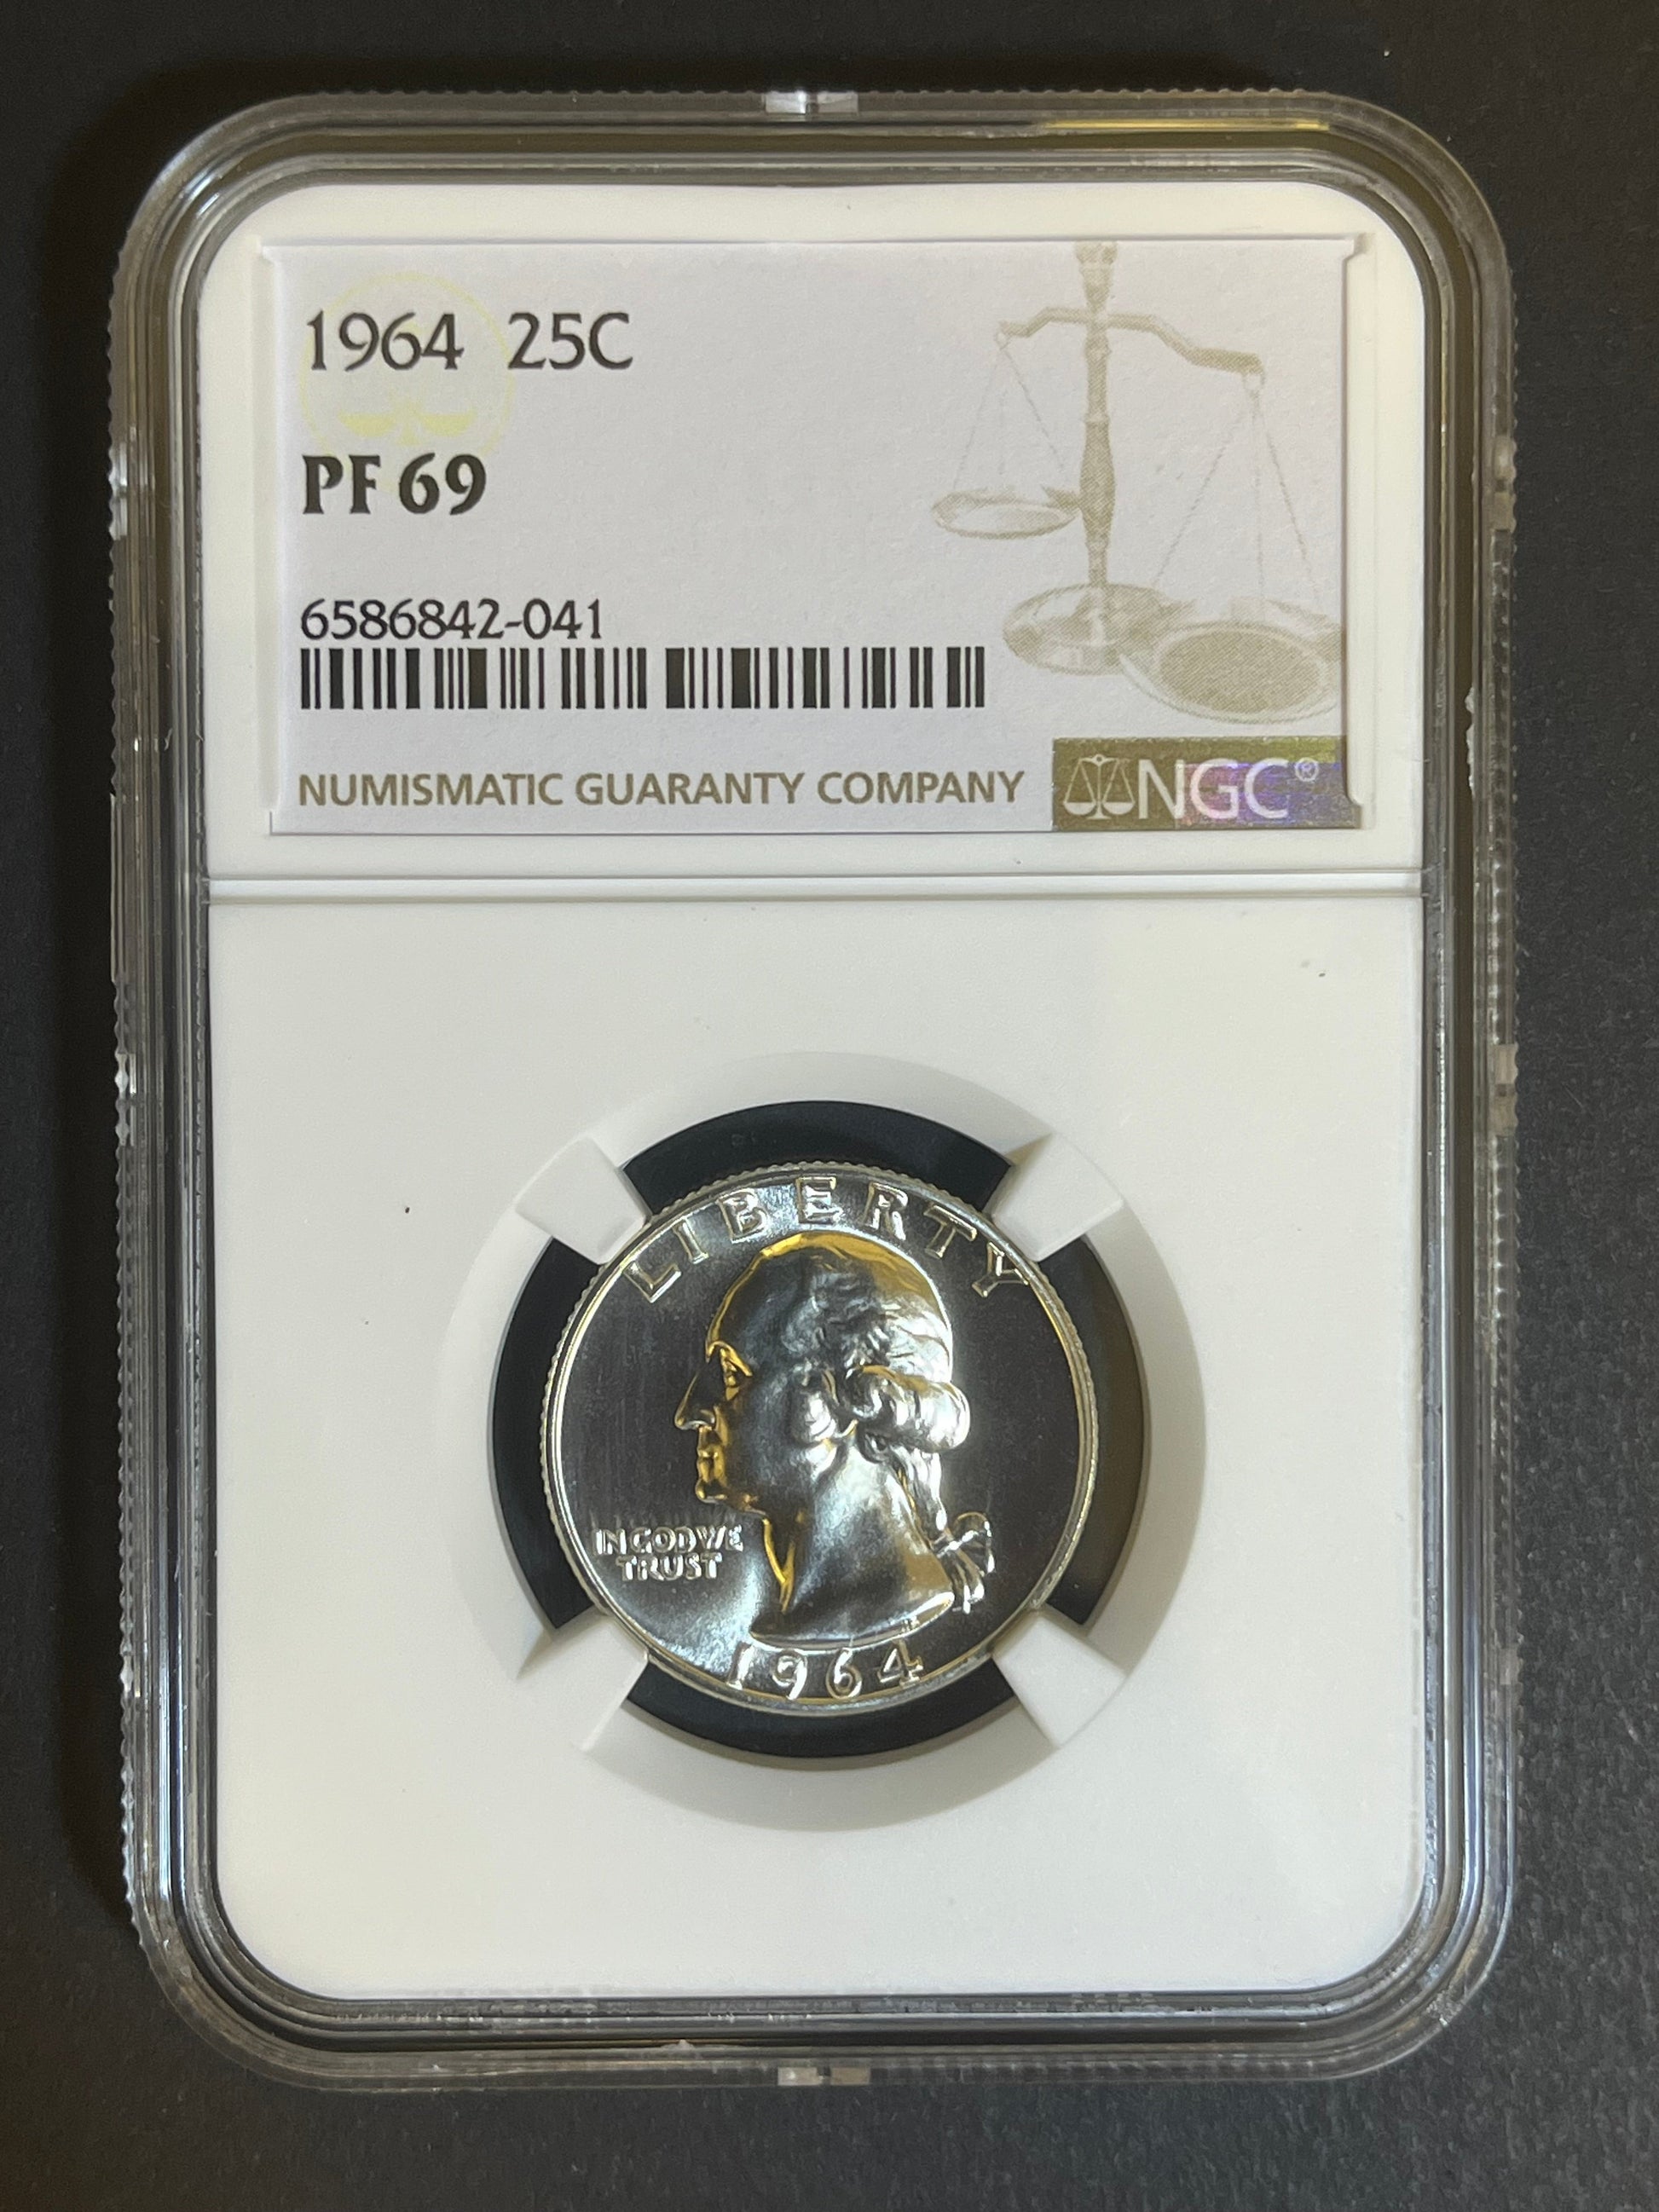 1964 25C
PF 69
6586842-041
NUMISMATIC GUARANTY COMPANY NGC®
LIBERTY
IN GOD WE
TRUST
1964